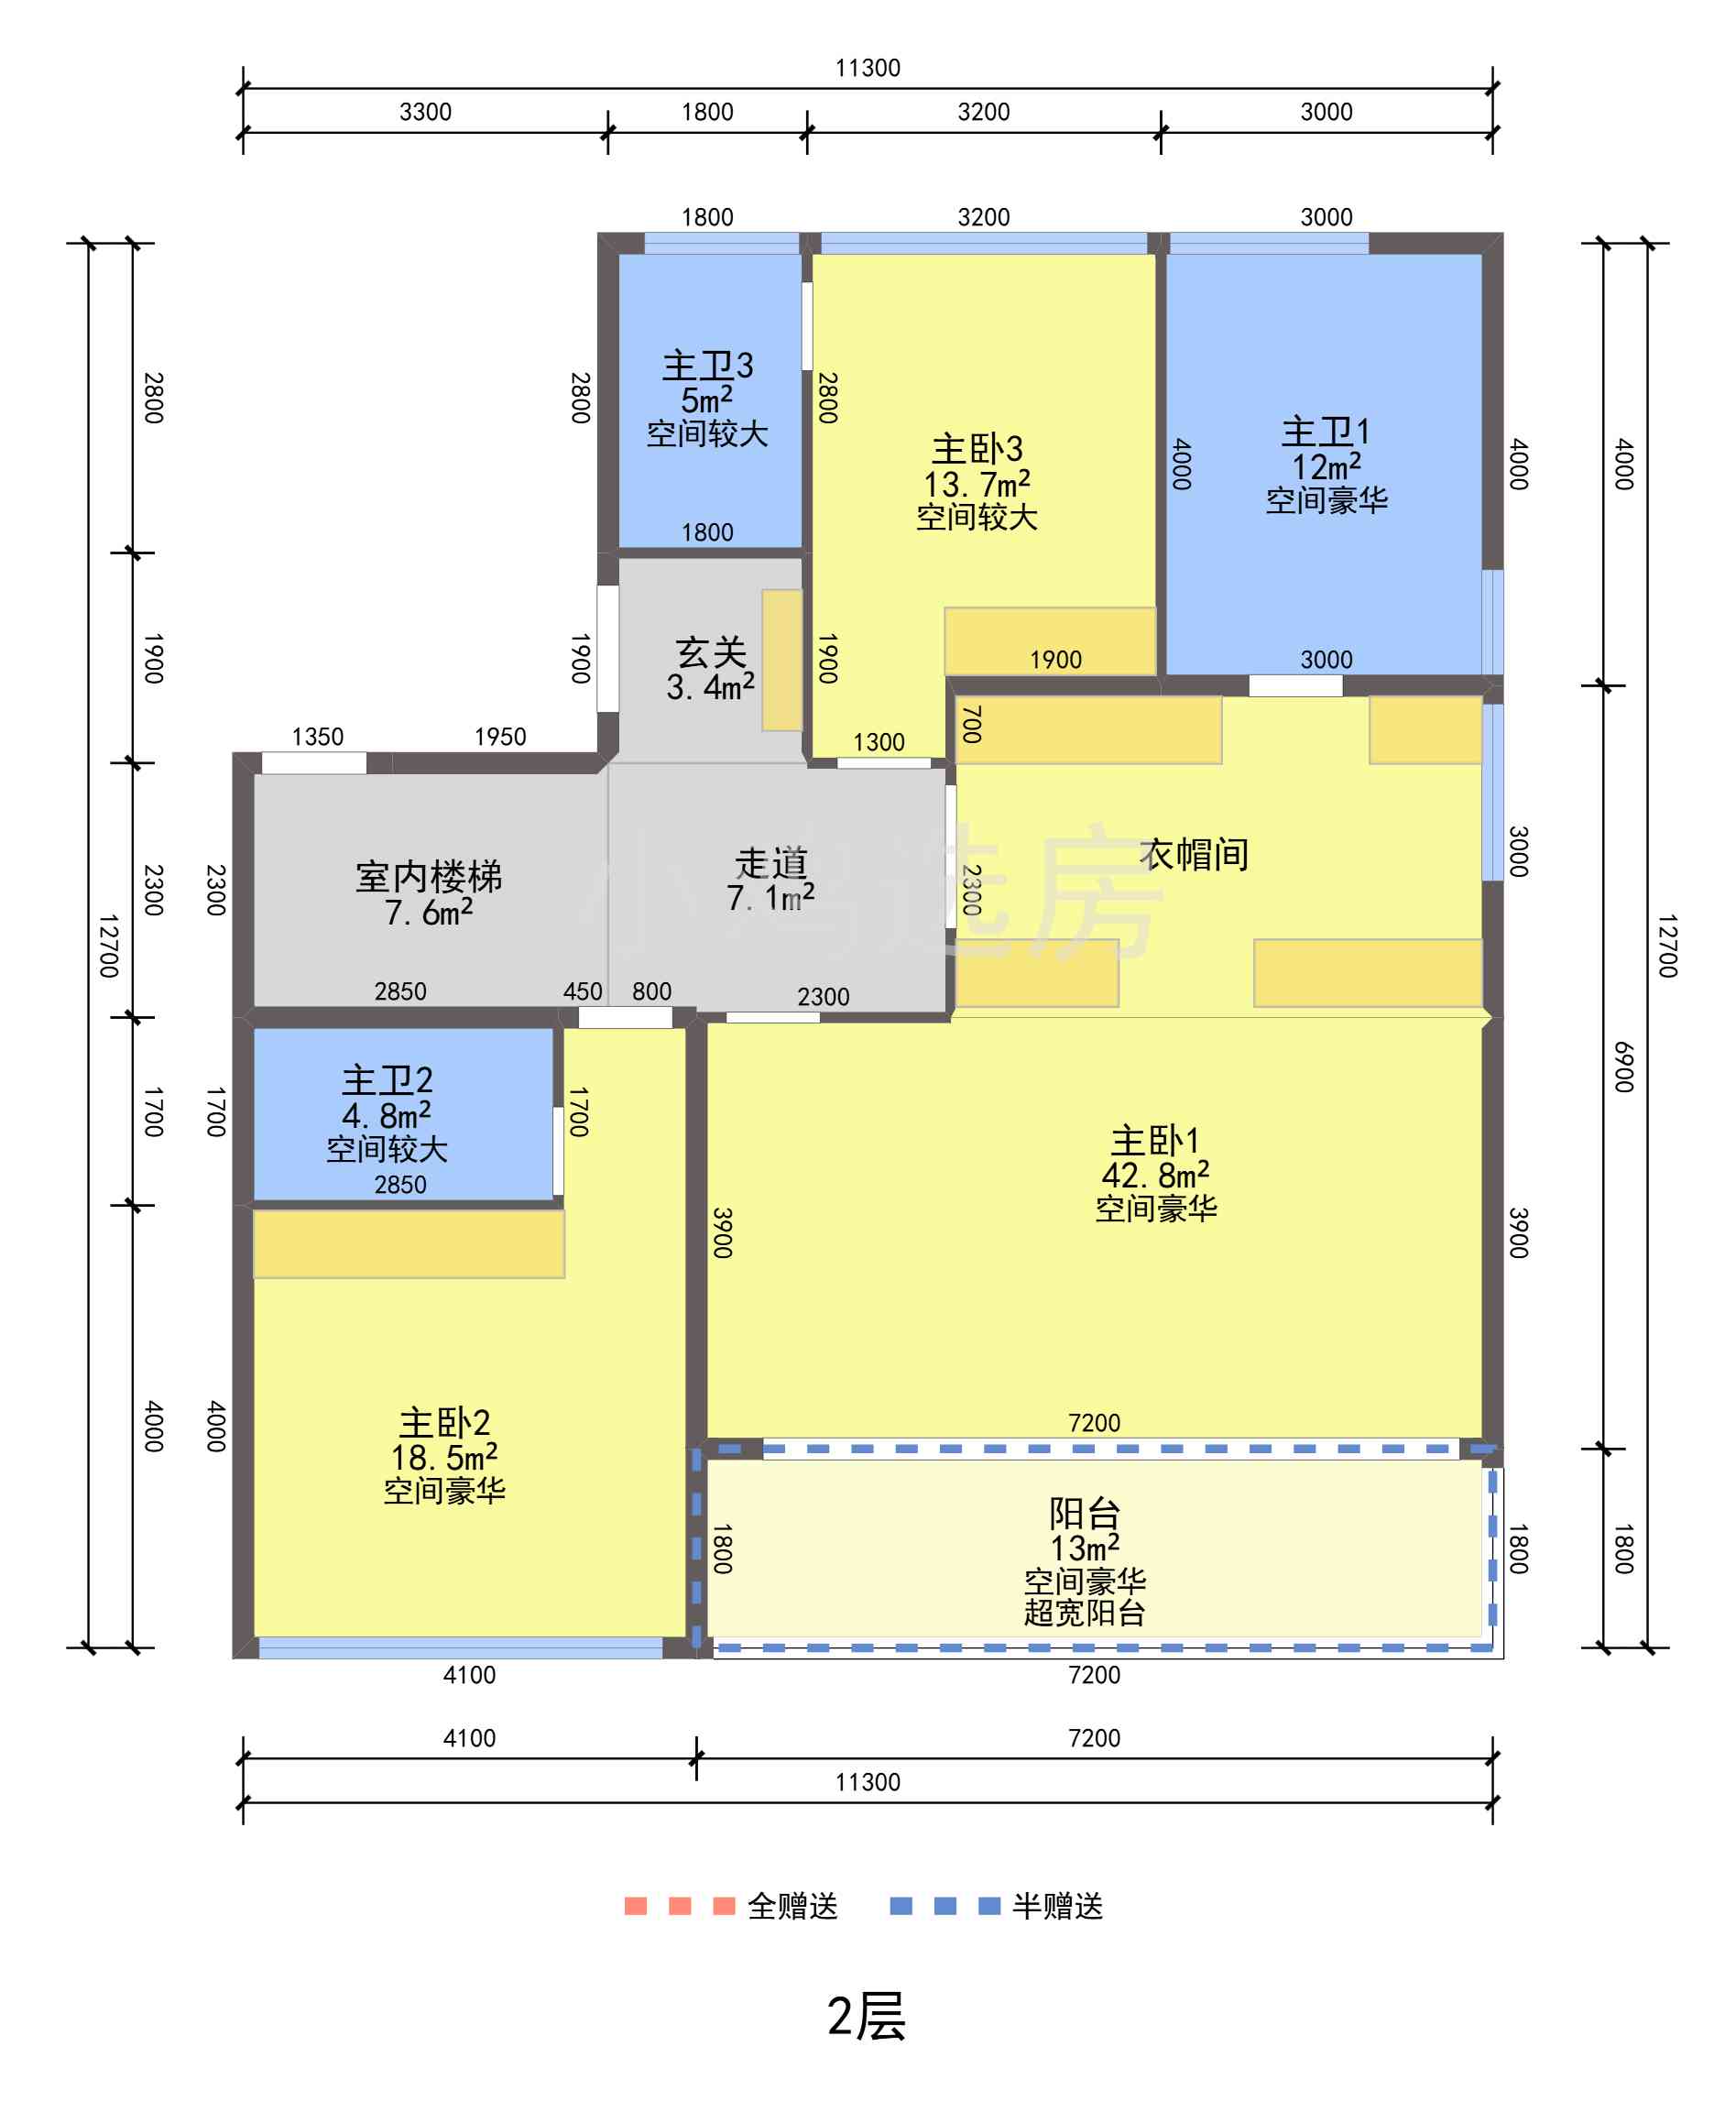 11300
3300
1800
3200
3000
1800
3200
3000
2800
2800
主卫3
5m²
空间较大
1800
2800
主卧3
13.7m²
空间较大
4000
主卫1
12m²
空间豪华
4000
4000
1900
1900
玄关
3.4m²
1900
1900
3000
1350
1950
1300
700
2300
2300
室内楼梯
7.6m²
走道
7.1m²
2300
衣帽间
3000
小鸡选房
12700
12700
2850
450
800
2300
6900
1700
1700
主卫2
4.8m²
空间较大
2850
1700
主卧1
42.8m²
空间豪华
3900
3900
4000
4000
主卧2
18.5m²
空间豪华
7200
1800
阳台
13m²
空间豪华
超宽阳台
1800
1800
4100
7200
4100
7200
11300
全赠送
半赠送
2层